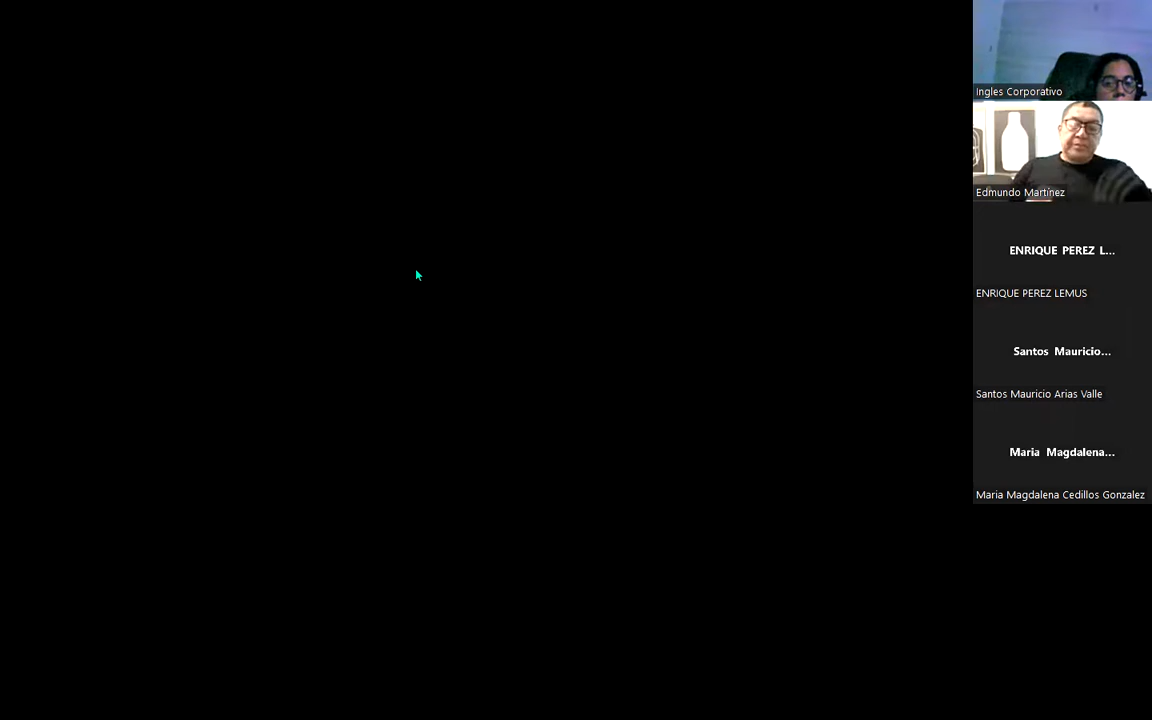 Ingles Corporativo
Edmundo Martínez
ENRIQUE PEREZ L...
ENRIQUE PEREZ LEMUS
Santos Mauricio...
Santos Mauricio Arias Valle
Maria Magdalena...
Maria Magdalena Cedillos Gonzalez